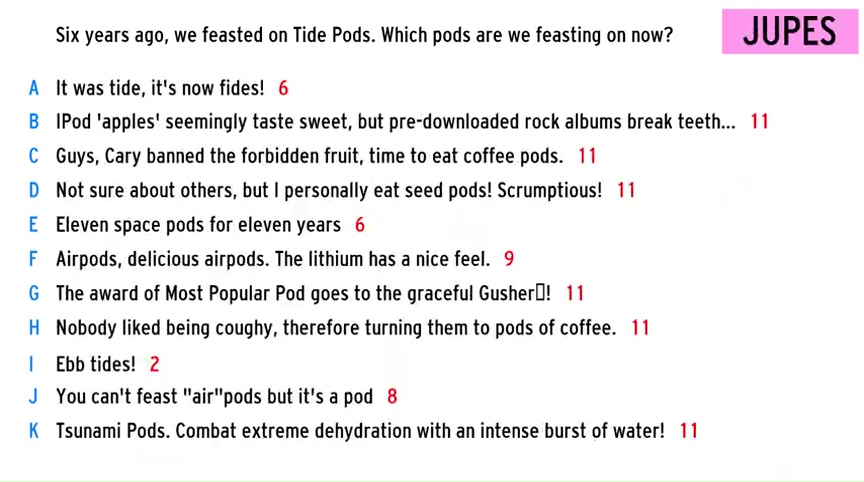 Six years ago, we feasted on Tide Pods. Which pods are we feasting on now?
JUPES
A It was tide, it's now fides! 6
B IPod 'apples' seemingly taste sweet, but pre-downloaded rock albums break teeth... 11
C Guys, Cary banned the forbidden fruit, time to eat coffee pods. 11
D Not sure about others, but I personally eat seed pods! Scrumptious! 11
E Eleven space pods for eleven years 6
F Airpods, delicious airpods. The lithium has a nice feel. 9
G The award of Most Popular Pod goes to the graceful Gusher▯! 11
H Nobody liked being coughy, therefore turning them to pods of coffee. 11
I Ebb tides! 2
J You can't feast "air"pods but it's a pod 8
K Tsunami Pods. Combat extreme dehydration with an intense burst of water! 11